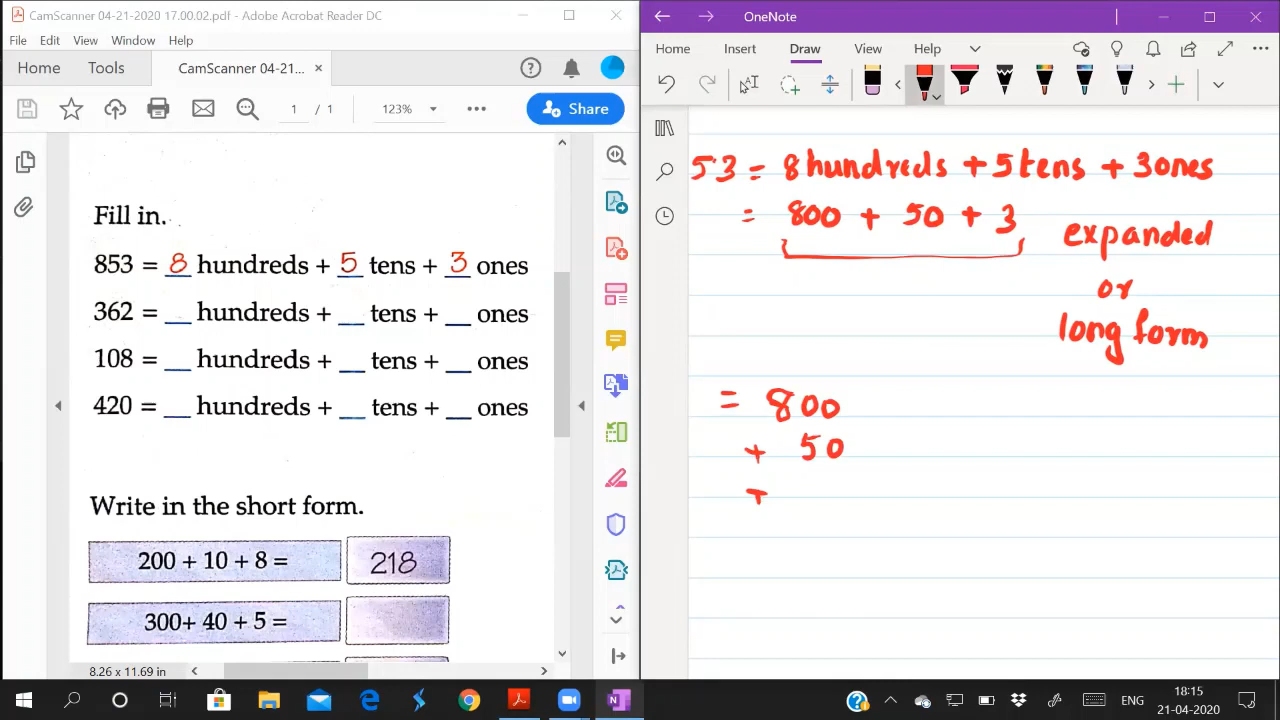 CamScanner 04-21-2020 17.00.02.pdf - Adobe Acrobat Reader DC
File Edit View Window Help
Home Tools CamScanner 04-21...
1 / 1 123% Share
Fill in.
853 = 8 hundreds + 5 tens + 3 ones
362 = __ hundreds + __ tens + __ ones
108 = __ hundreds + __ tens + __ ones
420 = __ hundreds + __ tens + __ ones
Write in the short form.
200 + 10 + 8 = 218
300+ 40 + 5 =
8.26 x 11.69 in
OneNote
Home Insert Draw View Help
53 = 8 hundreds + 5 tens + 3 ones
= 800 + 50 + 3
expanded
or
long form
= 800
+ 50
+
ENG 18:15
21-04-2020